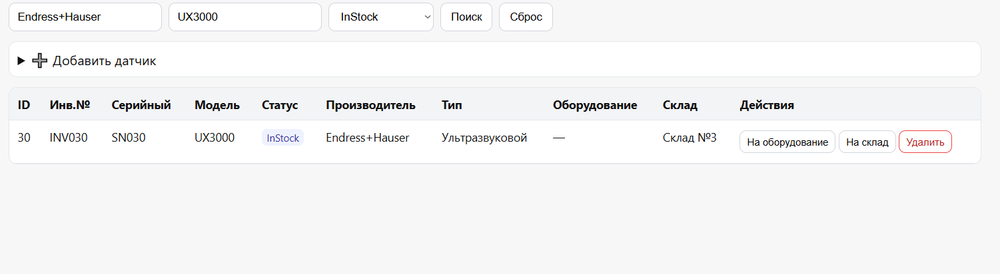 Endress+Hauser UX3000 InStock Поиск Сброс
Добавить датчик
ID Инв.№ Серийный Модель Статус Производитель Тип Оборудование Склад Действия
30 INV030 SN030 UX3000 InStock Endress+Hauser Ультразвуковой — Склад №3 На оборудование На склад Удалить